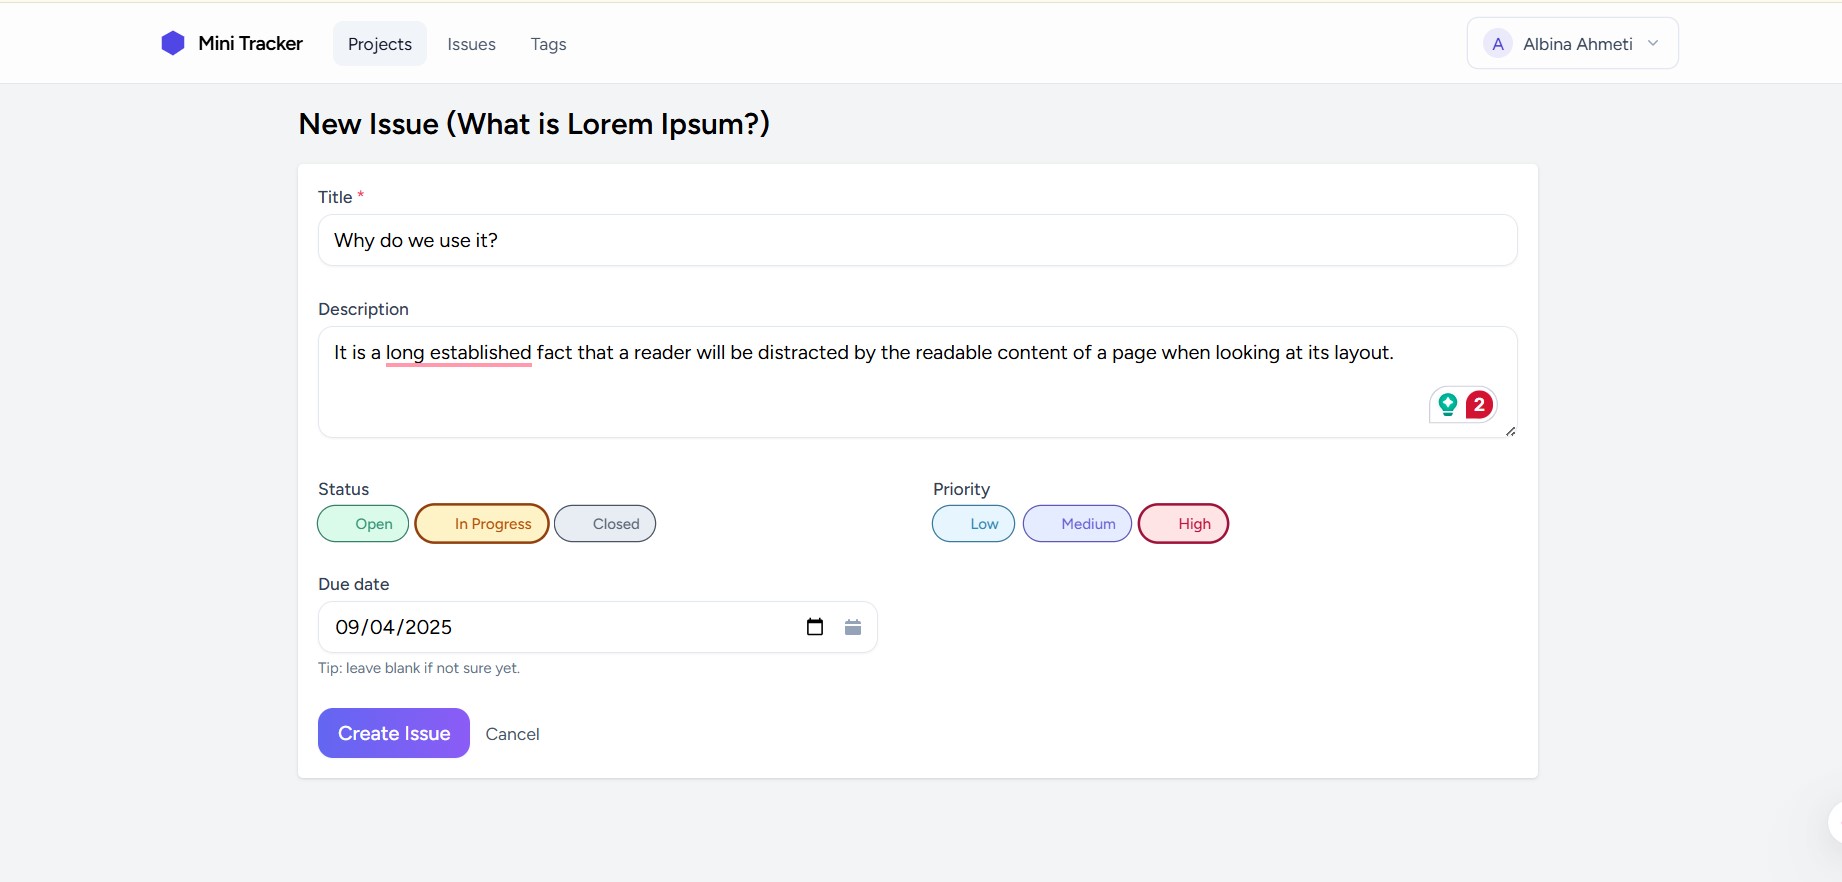 Mini Tracker Projects Issues Tags A Albina Ahmeti
New Issue (What is Lorem Ipsum?)
Title *
Why do we use it?
Description
It is a long established fact that a reader will be distracted by the readable content of a page when looking at its layout.
2
Status Priority
Open In Progress Closed Low Medium High
Due date
09/04/2025
Tip: leave blank if not sure yet.
Create Issue Cancel